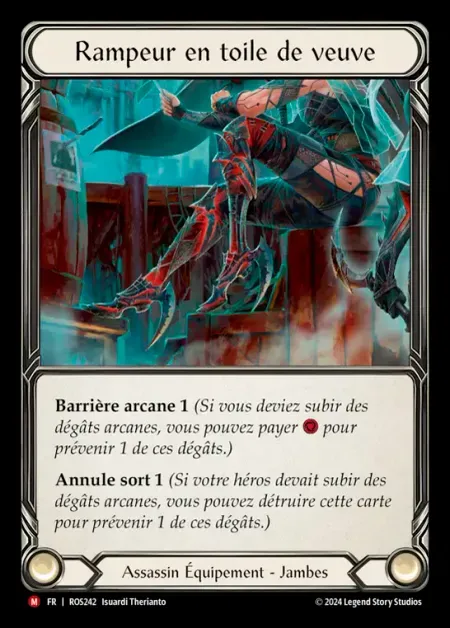 Rampeur en toile de veuve
Barrière arcane 1 (Si vous deviez subir des
dégâts arcanes, vous pouvez payer pour
prévenir 1 de ces dégâts.)
Annule sort 1 (Si votre héros devait subir des
dégâts arcanes, vous pouvez détruire cette carte
pour prévenir 1 de ces dégâts.)
Assassin Équipement - Jambes
M FR | ROS242 Isuardi Therianto © 2024 Legend Story Studios